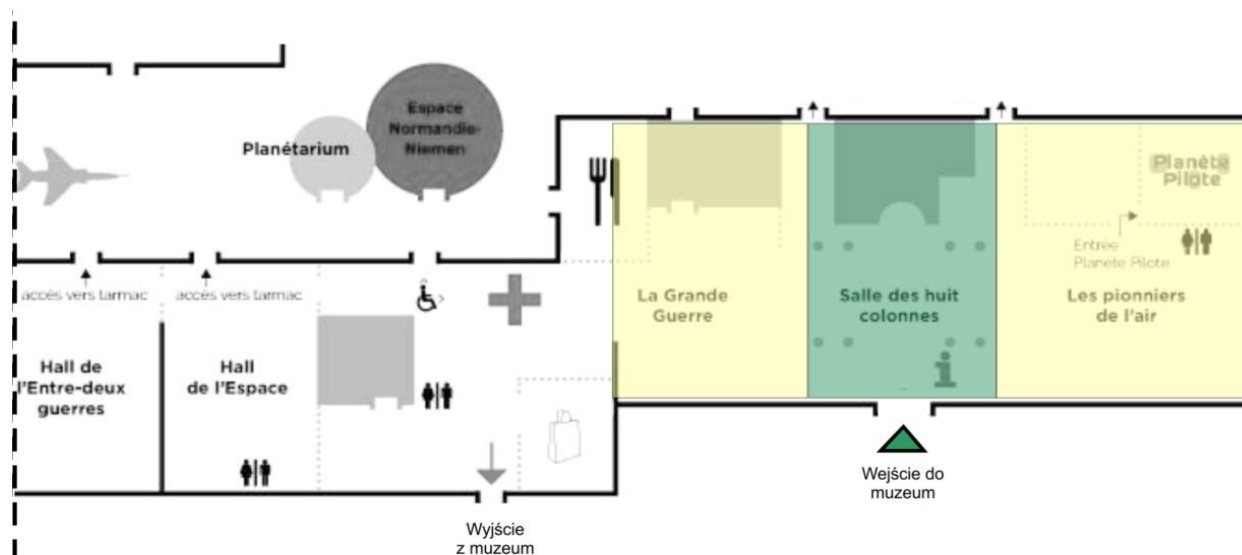 Espace
Normandie-
Niemen
Planétarium
Planète
Pilote
Entrée
Planète Pilote
accès vers tarmac
accès vers tarmac
La Grande
Guerre
Salle des huit
colonnes
Les pionniers
de l'air
Hall de
l'Entre-deux
guerres
Hall
de l'Espace
i
Wejście do
muzeum
Wyjście
z muzeum